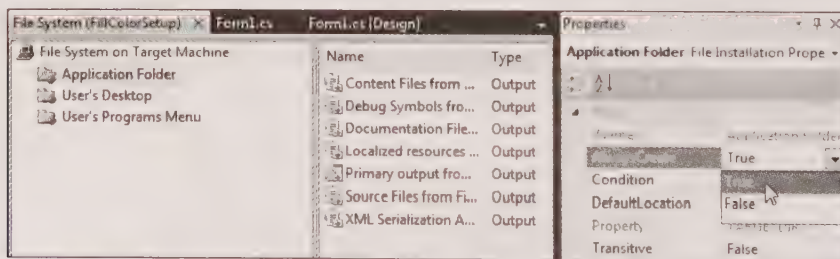 File System (FillColorSetup) × Form1.cs Form1.cs [Design]
File System on Target Machine
Application Folder
User's Desktop
User's Programs Menu
Name Type
Content Files from ... Output
Debug Symbols fro... Output
Documentation File... Output
Localized resources ... Output
Primary output fro... Output
Source Files from Fi... Output
XML Serialization A... Output
Properties
Application Folder File Installation Prope
True
Condition
True
DefaultLocation
False
Property
Transitive False